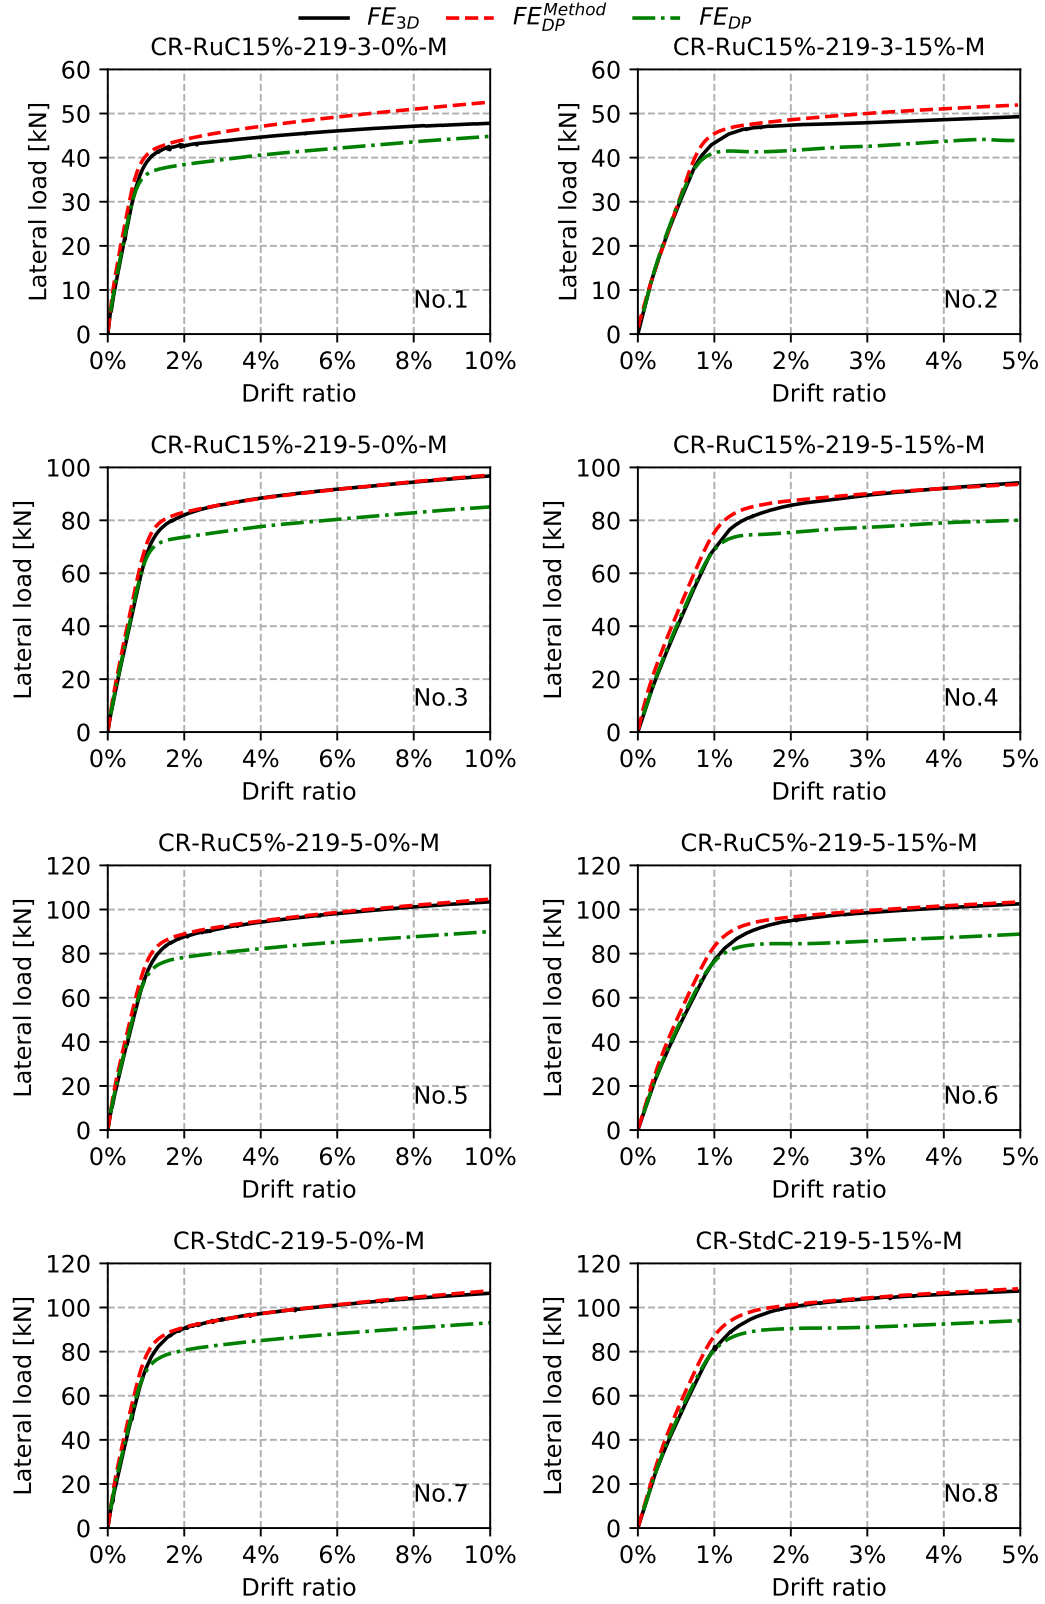 FE3D FE^Method_DP FE_DP
CR-RuC15%-219-3-0%-M
60
50
40
30
20
10
0
Lateral load [kN]
No.1
0% 2% 4% 6% 8% 10%
Drift ratio
CR-RuC15%-219-3-15%-M
60
50
40
30
20
10
0
Lateral load [kN]
No.2
0% 1% 2% 3% 4% 5%
Drift ratio
CR-RuC15%-219-5-0%-M
100
80
60
40
20
0
Lateral load [kN]
No.3
0% 2% 4% 6% 8% 10%
Drift ratio
CR-RuC15%-219-5-15%-M
100
80
60
40
20
0
Lateral load [kN]
No.4
0% 1% 2% 3% 4% 5%
Drift ratio
CR-RuC5%-219-5-0%-M
120
100
80
60
40
20
0
Lateral load [kN]
No.5
0% 2% 4% 6% 8% 10%
Drift ratio
CR-RuC5%-219-5-15%-M
120
100
80
60
40
20
0
Lateral load [kN]
No.6
0% 1% 2% 3% 4% 5%
Drift ratio
CR-StdC-219-5-0%-M
120
100
80
60
40
20
0
Lateral load [kN]
No.7
0% 2% 4% 6% 8% 10%
Drift ratio
CR-StdC-219-5-15%-M
120
100
80
60
40
20
0
Lateral load [kN]
No.8
0% 1% 2% 3% 4% 5%
Drift ratio